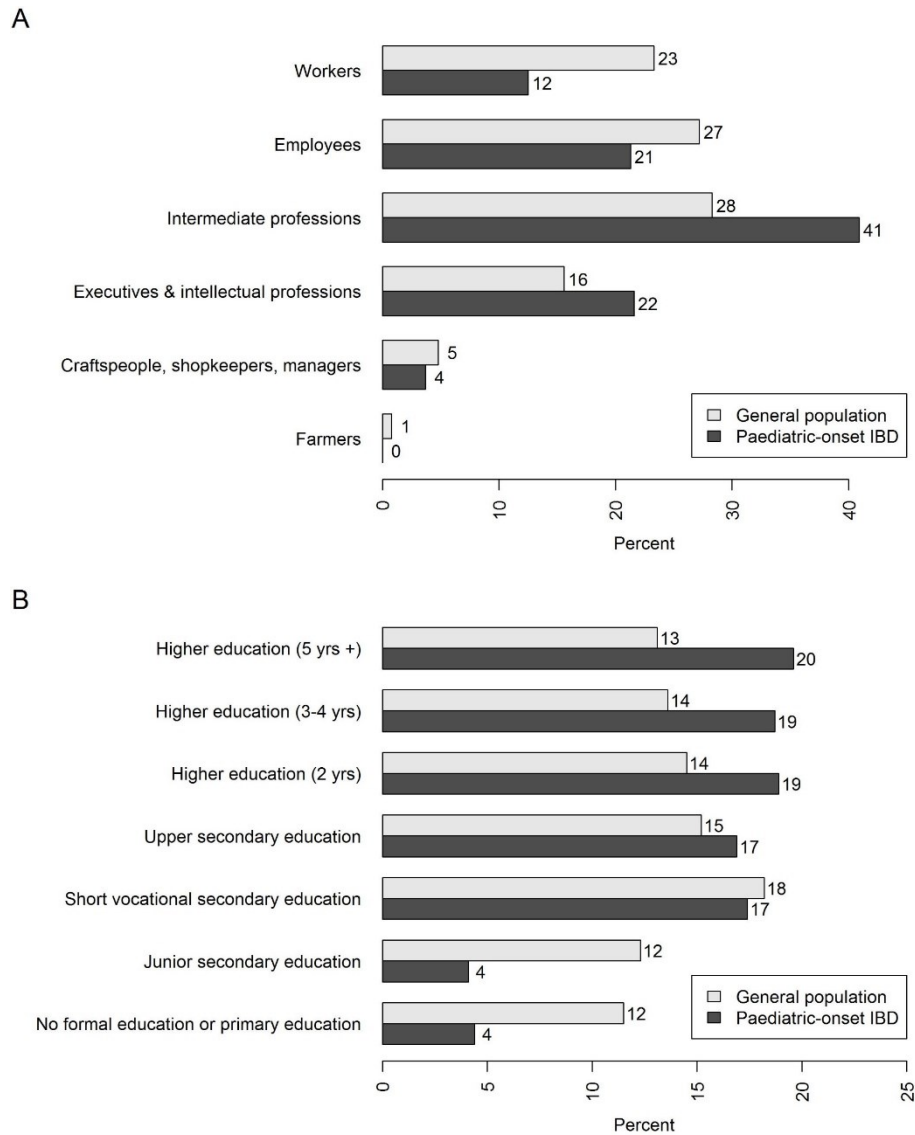 A
Workers
23
12
Employees
27
21
Intermediate professions
28
41
Executives & intellectual professions
16
22
Craftspeople, shopkeepers, managers
5
4
Farmers
1
0
General population
Paediatric-onset IBD
0 10 20 30 40
Percent
B
Higher education (5 yrs +)
13
20
Higher education (3-4 yrs)
14
19
Higher education (2 yrs)
14
19
Upper secondary education
15
17
Short vocational secondary education
18
17
Junior secondary education
12
4
No formal education or primary education
12
4
General population
Paediatric-onset IBD
0 5 10 15 20 25
Percent